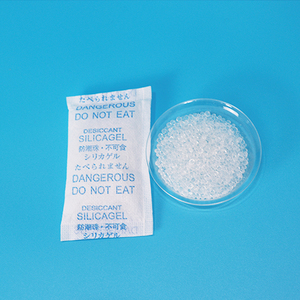 たべられません
DANGEROUS
DO NOT EAT
DESICCANT
SILICAGEL
防潮珠·不可食
シリカゲル
たべられません
DANGEROUS
DO NOT EAT
DESICCANT
SILICAGEL
防潮珠·不可食
シリカゲル